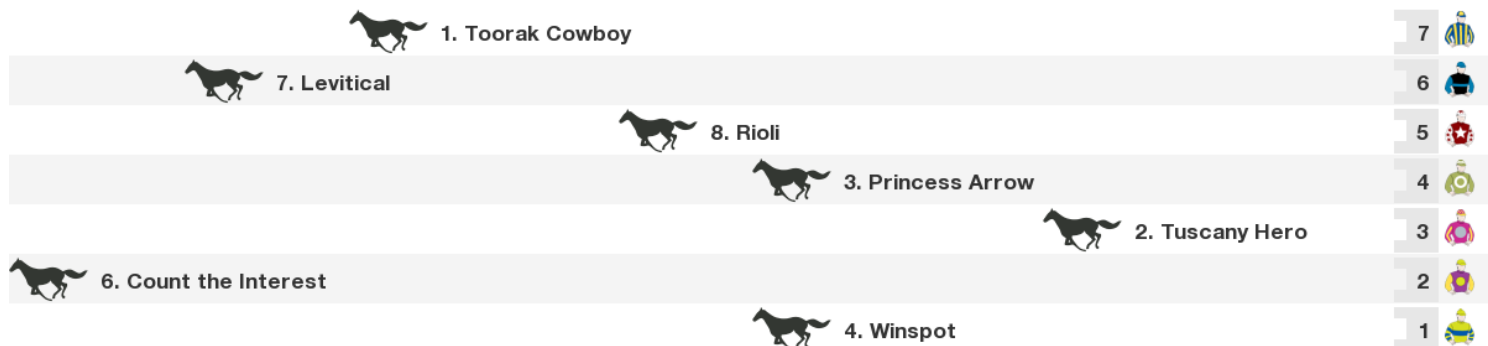 1. Toorak Cowboy 7
7. Levitical 6
8. Rioli 5
3. Princess Arrow 4
2. Tuscany Hero 3
6. Count the Interest 2
4. Winspot 1